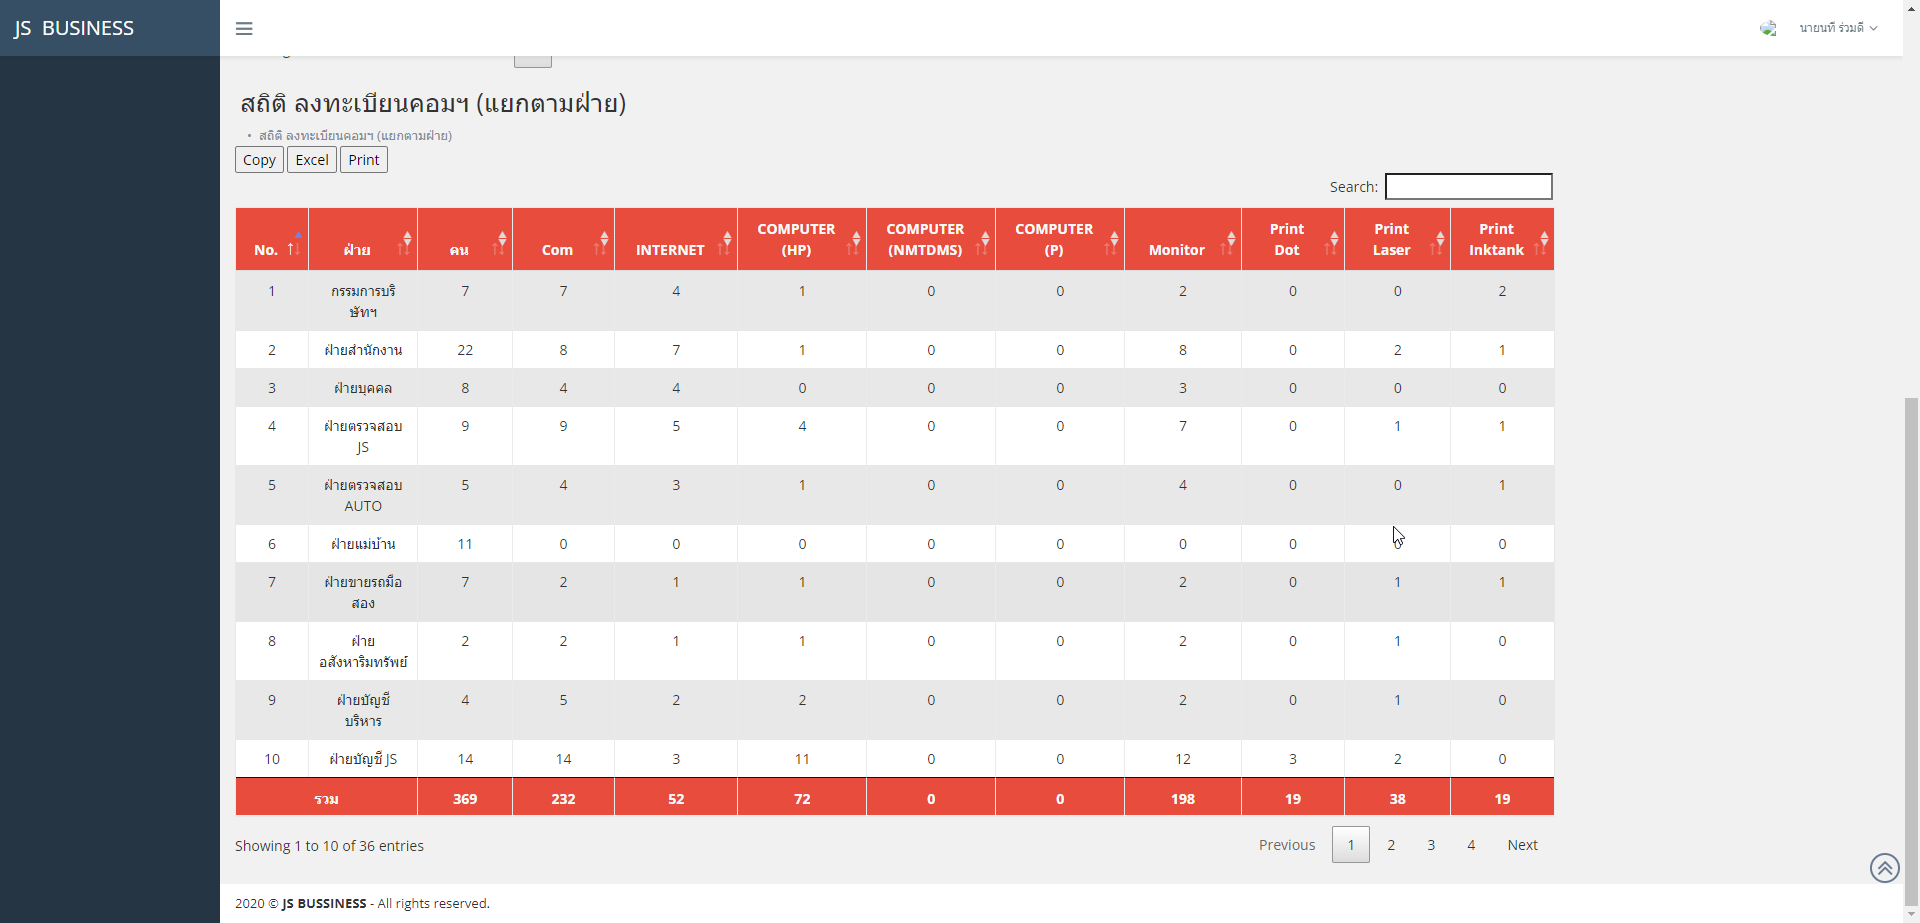 JS BUSINESS
นายนที ร่วมดี
สถิติ ลงทะเบียนคอมฯ (แยกตามฝ่าย)
• สถิติ ลงทะเบียนคอมฯ (แยกตามฝ่าย)
Copy Excel Print
Search:
No. ฝ่าย คน Com INTERNET COMPUTER (HP) COMPUTER (NMTDMS) COMPUTER (P) Monitor Print Dot Print Laser Print Inktank
1 กรรมการบริษัทฯ 7 7 4 1 0 0 2 0 0 2
2 ฝ่ายสำนักงาน 22 8 7 1 0 0 8 0 2 1
3 ฝ่ายบุคคล 8 4 4 0 0 0 3 0 0 0
4 ฝ่ายตรวจสอบ JS 9 9 5 4 0 0 7 0 1 1
5 ฝ่ายตรวจสอบ AUTO 5 4 3 1 0 0 4 0 0 1
6 ฝ่ายแม่บ้าน 11 0 0 0 0 0 0 0 0 0
7 ฝ่ายขายรถมือสอง 7 2 1 1 0 0 2 0 1 1
8 ฝ่ายอสังหาริมทรัพย์ 2 2 1 1 0 0 2 0 1 0
9 ฝ่ายบัญชีบริหาร 4 5 2 2 0 0 2 0 1 0
10 ฝ่ายบัญชี JS 14 14 3 11 0 0 12 3 2 0
รวม 369 232 52 72 0 0 198 19 38 19
Showing 1 to 10 of 36 entries
Previous 1 2 3 4 Next
2020 © JS BUSSINESS - All rights reserved.